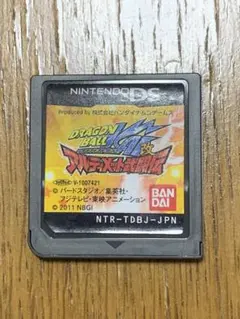 NINTENDO DS
Produced by 株式会社バンダイナムコゲームス
DRAGON
BALL
アルティメット武闘伝
V-1007421
©バードスタジオ/集英社・
フジテレビ・東映アニメーション
© 2011 NBGI
BAN
DAI
NTR-TDBJ-JPN